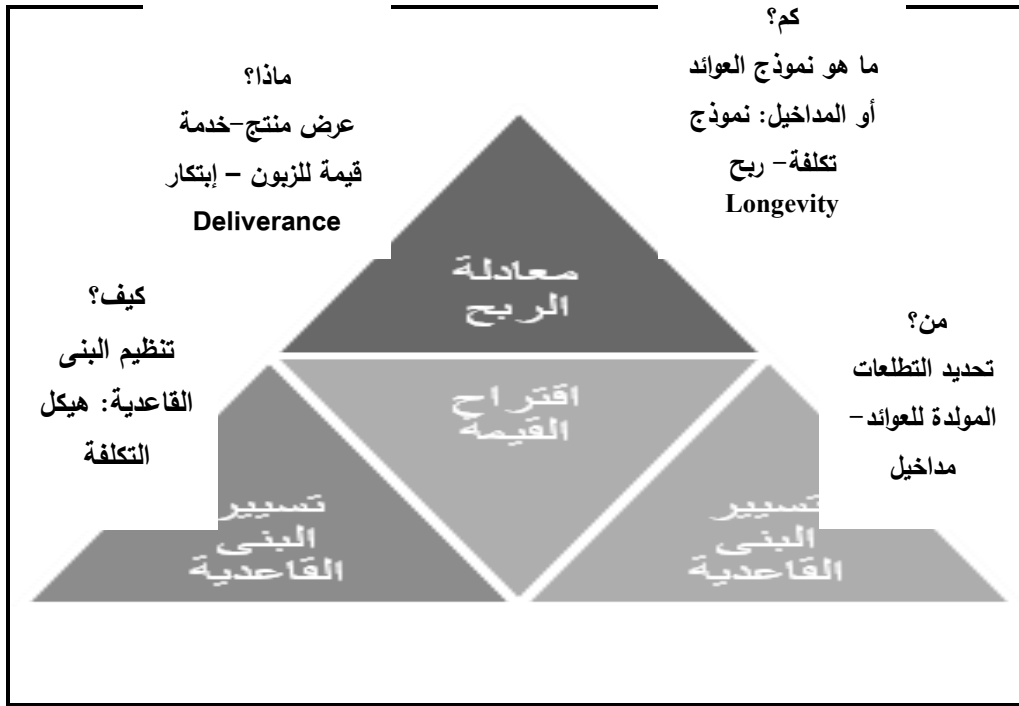 كم؟
ما هو نموذج العوائد
أو المداخيل: نموذج
تكلفة- ربح
Longevity
ماذا؟
عرض منتج-خدمة
قيمة للزبون – إبتكار
Deliverance
معادلة
الربح
من؟
تحديد التطلعات
المولدة للعوائد-
مداخيل
كيف؟
تنظيم البنى
القاعدية: هيكل
التكلفة
اقتراح
القيمة
تسيير
البنى
القاعدية
تسيير
البنى
القاعدية